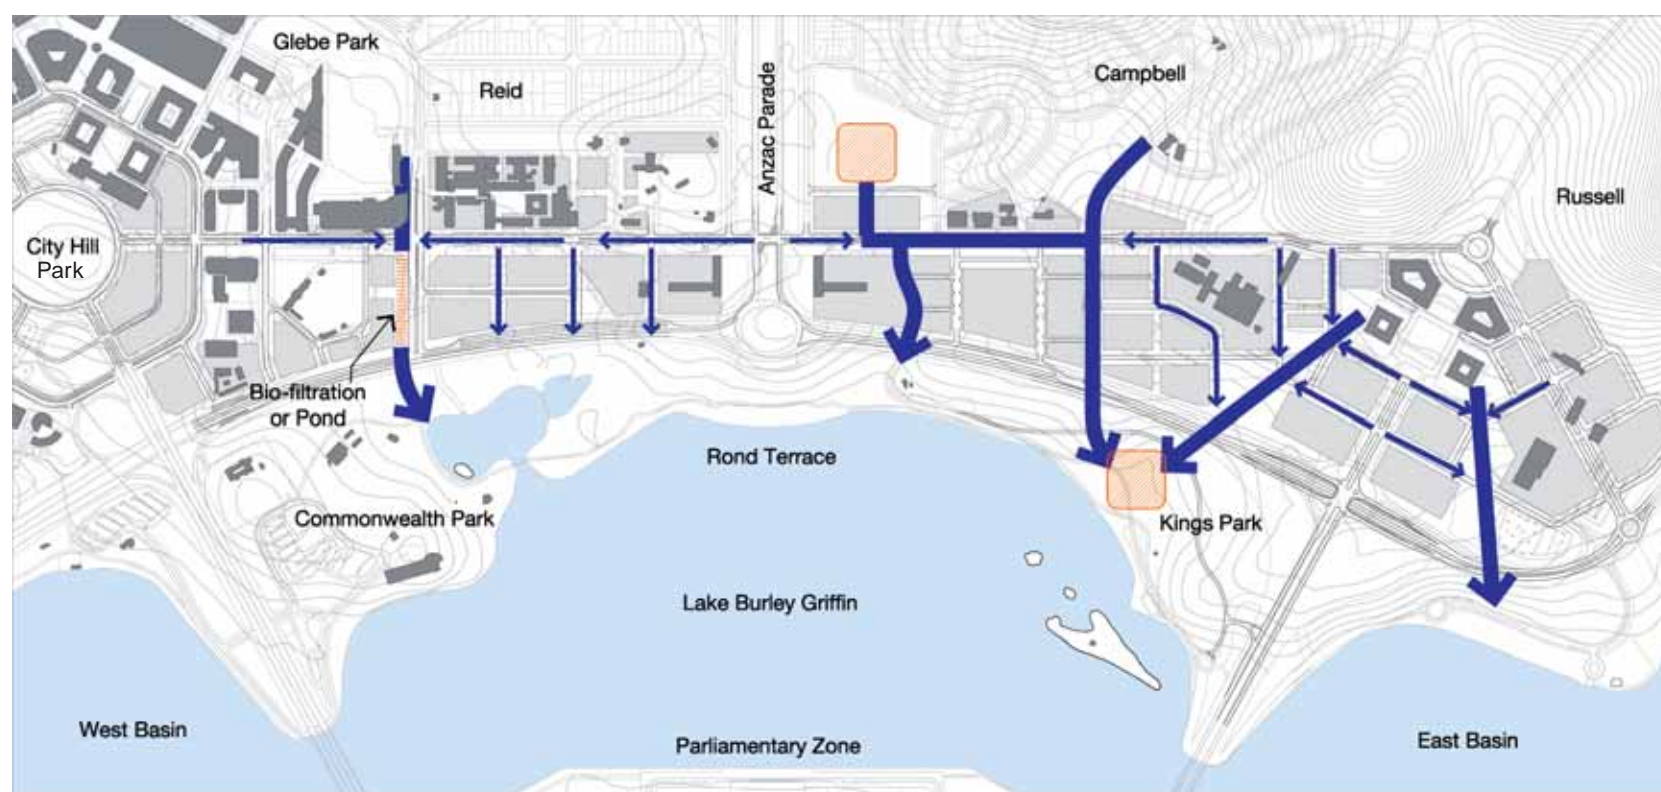 Glebe Park
Reid
Anzac Parade
Campbell
Russell
City Hill
Park
Bio-filtration
or Pond
Rond Terrace
Commonwealth Park
Kings Park
Lake Burley Griffin
West Basin
Parliamentary Zone
East Basin